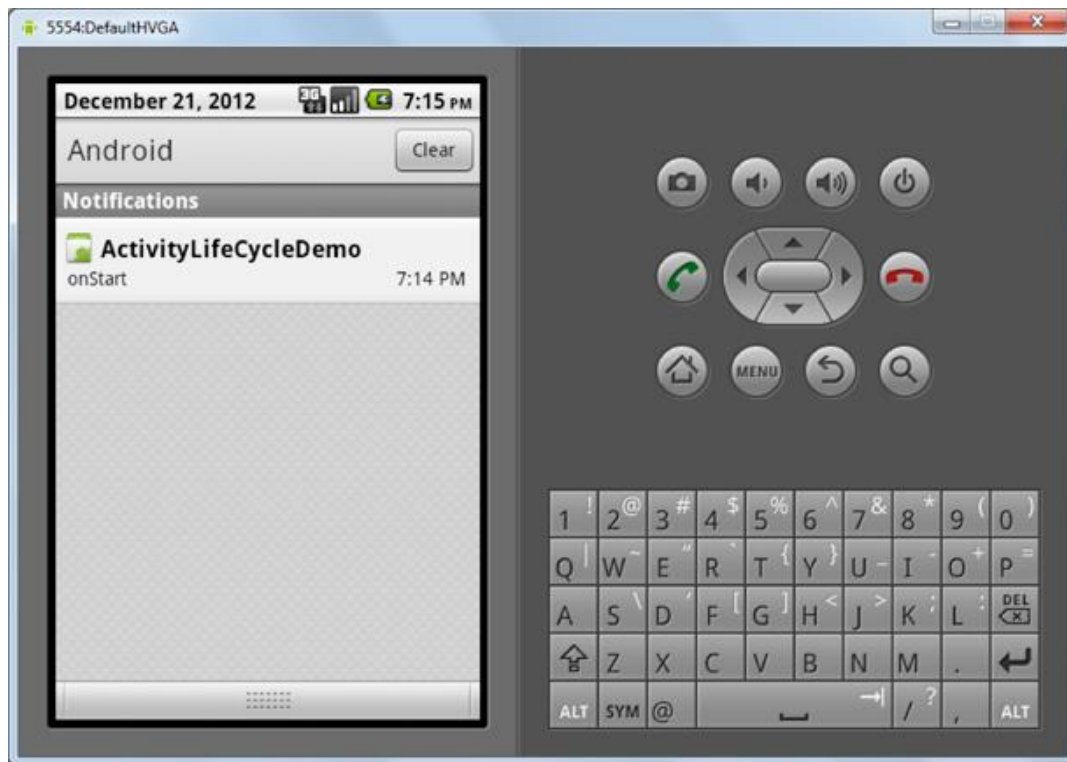 5554:DefaultHVGA
December 21, 2012 3G 7:15 PM
Android Clear
Notifications
ActivityLifeCycleDemo
onStart 7:14 PM
MENU
1 ! 2 @ 3 # 4 $ 5 % 6 ^ 7 & 8 * 9 ( 0 )
Q | W ~ E " R ` T { Y } U _ I - O + P =
A S \ D ' F [ G ] H < J > K ; L : DEL
Z X C V B N M .
ALT SYM @ / ? , ALT